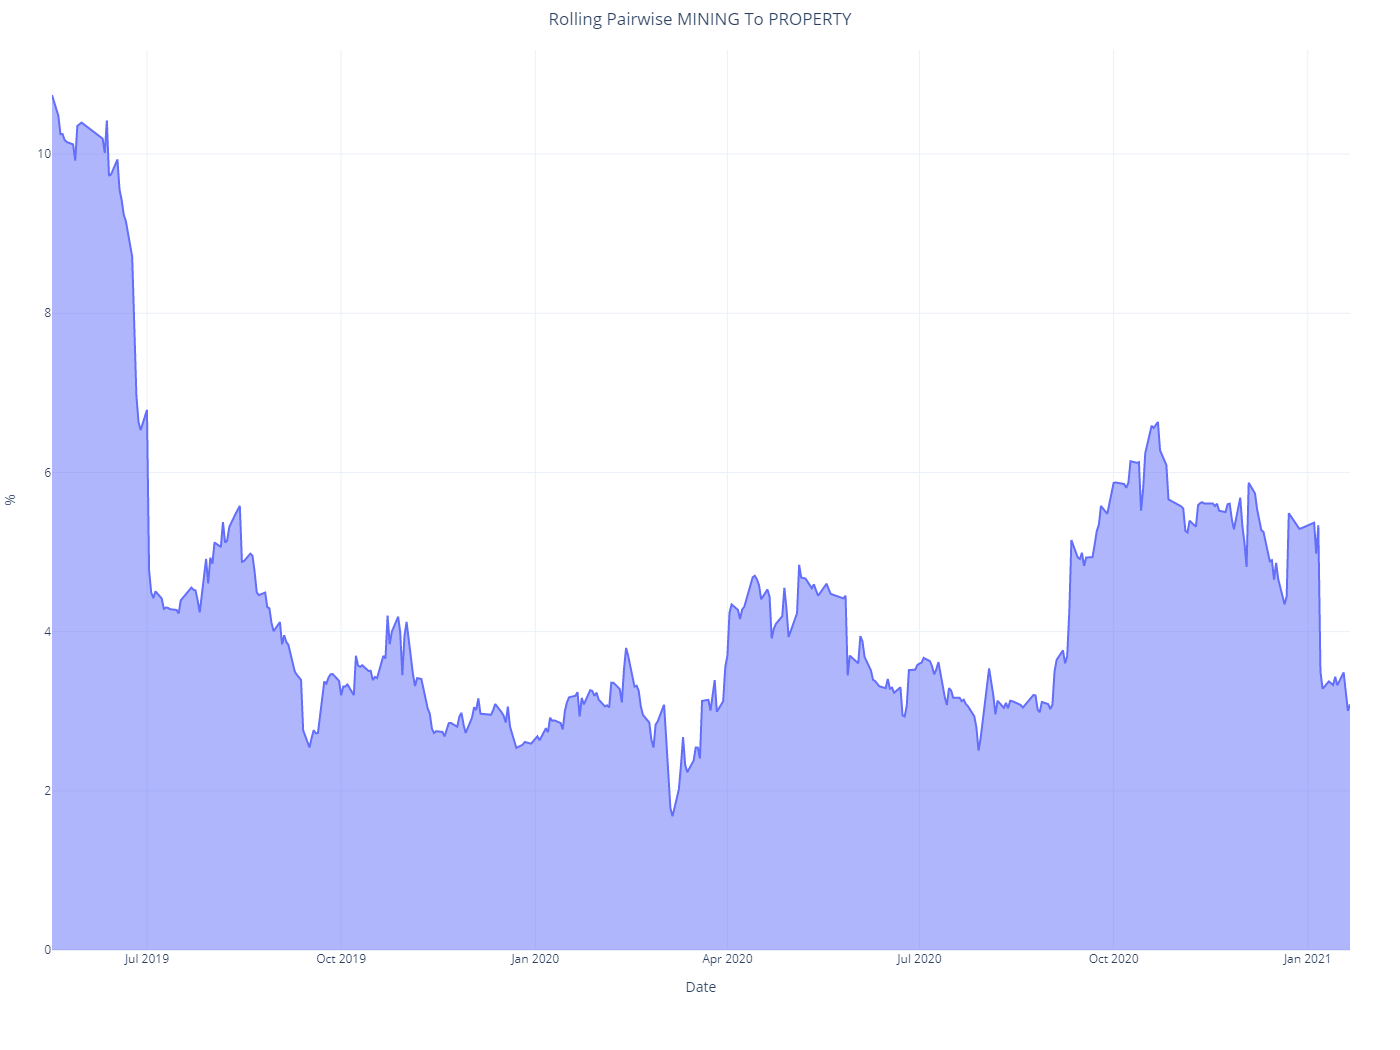 Rolling Pairwise MINING To PROPERTY
10
8
6
4
2
0
%
Jul 2019
Oct 2019
Jan 2020
Apr 2020
Jul 2020
Oct 2020
Jan 2021
Date